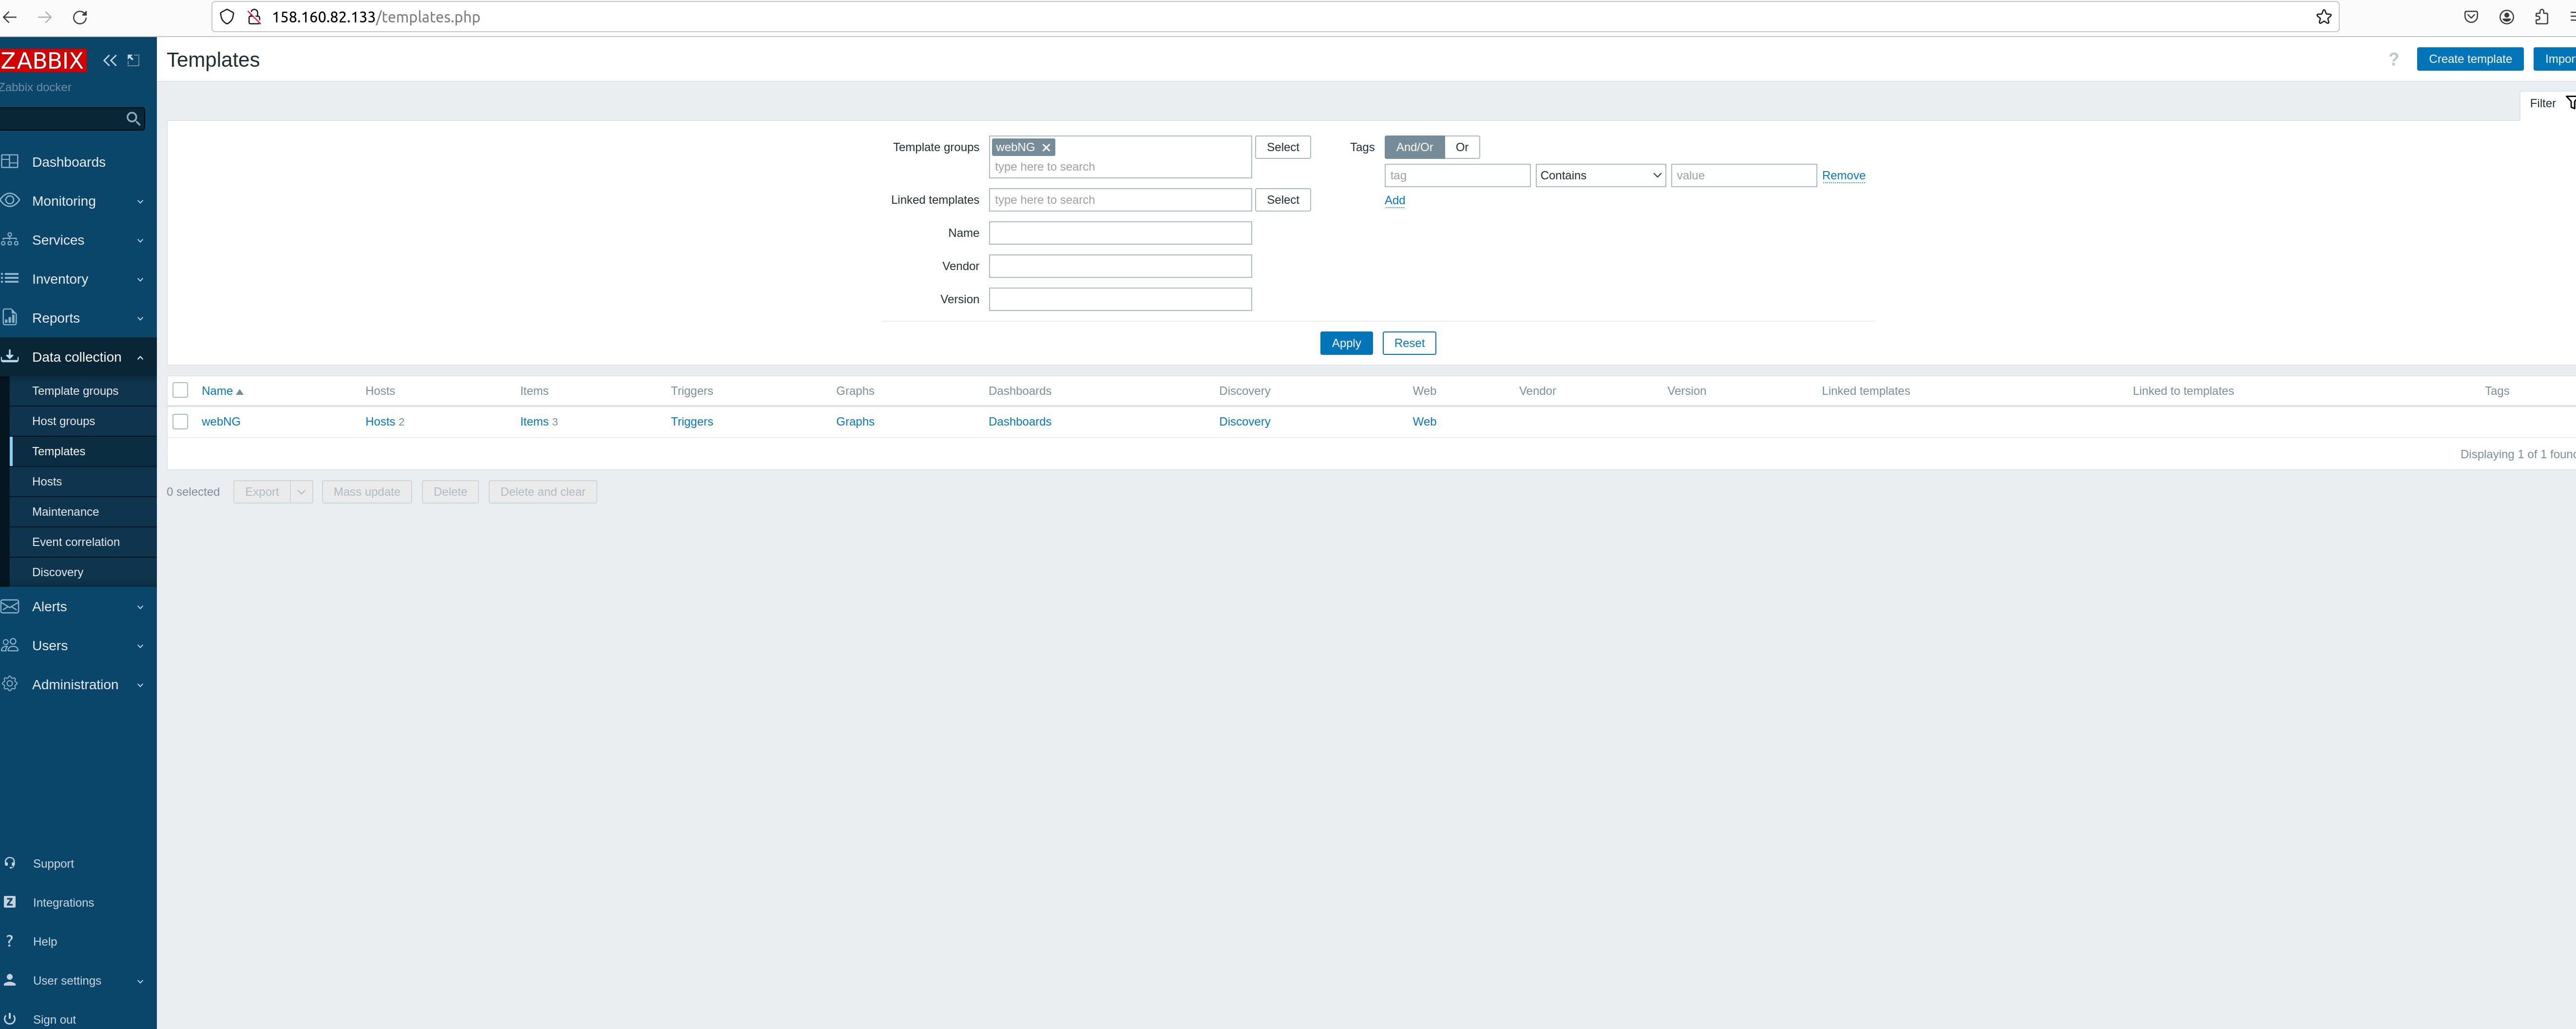 158.160.82.133/templates.php
ZABBIX
Zabbix docker
Dashboards
Monitoring
Services
Inventory
Reports
Data collection
Template groups
Host groups
Templates
Hosts
Maintenance
Event correlation
Discovery
Alerts
Users
Administration
Support
Integrations
Help
User settings
Sign out
Templates
? Create template Impor
Filter
Template groups webNG Select
type here to search
Linked templates type here to search Select
Name
Vendor
Version
Tags And/Or Or
tag Contains value Remove
Add
Apply Reset
Name Hosts Items Triggers Graphs Dashboards Discovery Web Vendor Version Linked templates Linked to templates Tags
webNG Hosts 2 Items 3 Triggers Graphs Dashboards Discovery Web
Displaying 1 of 1 found
0 selected Export Mass update Delete Delete and clear